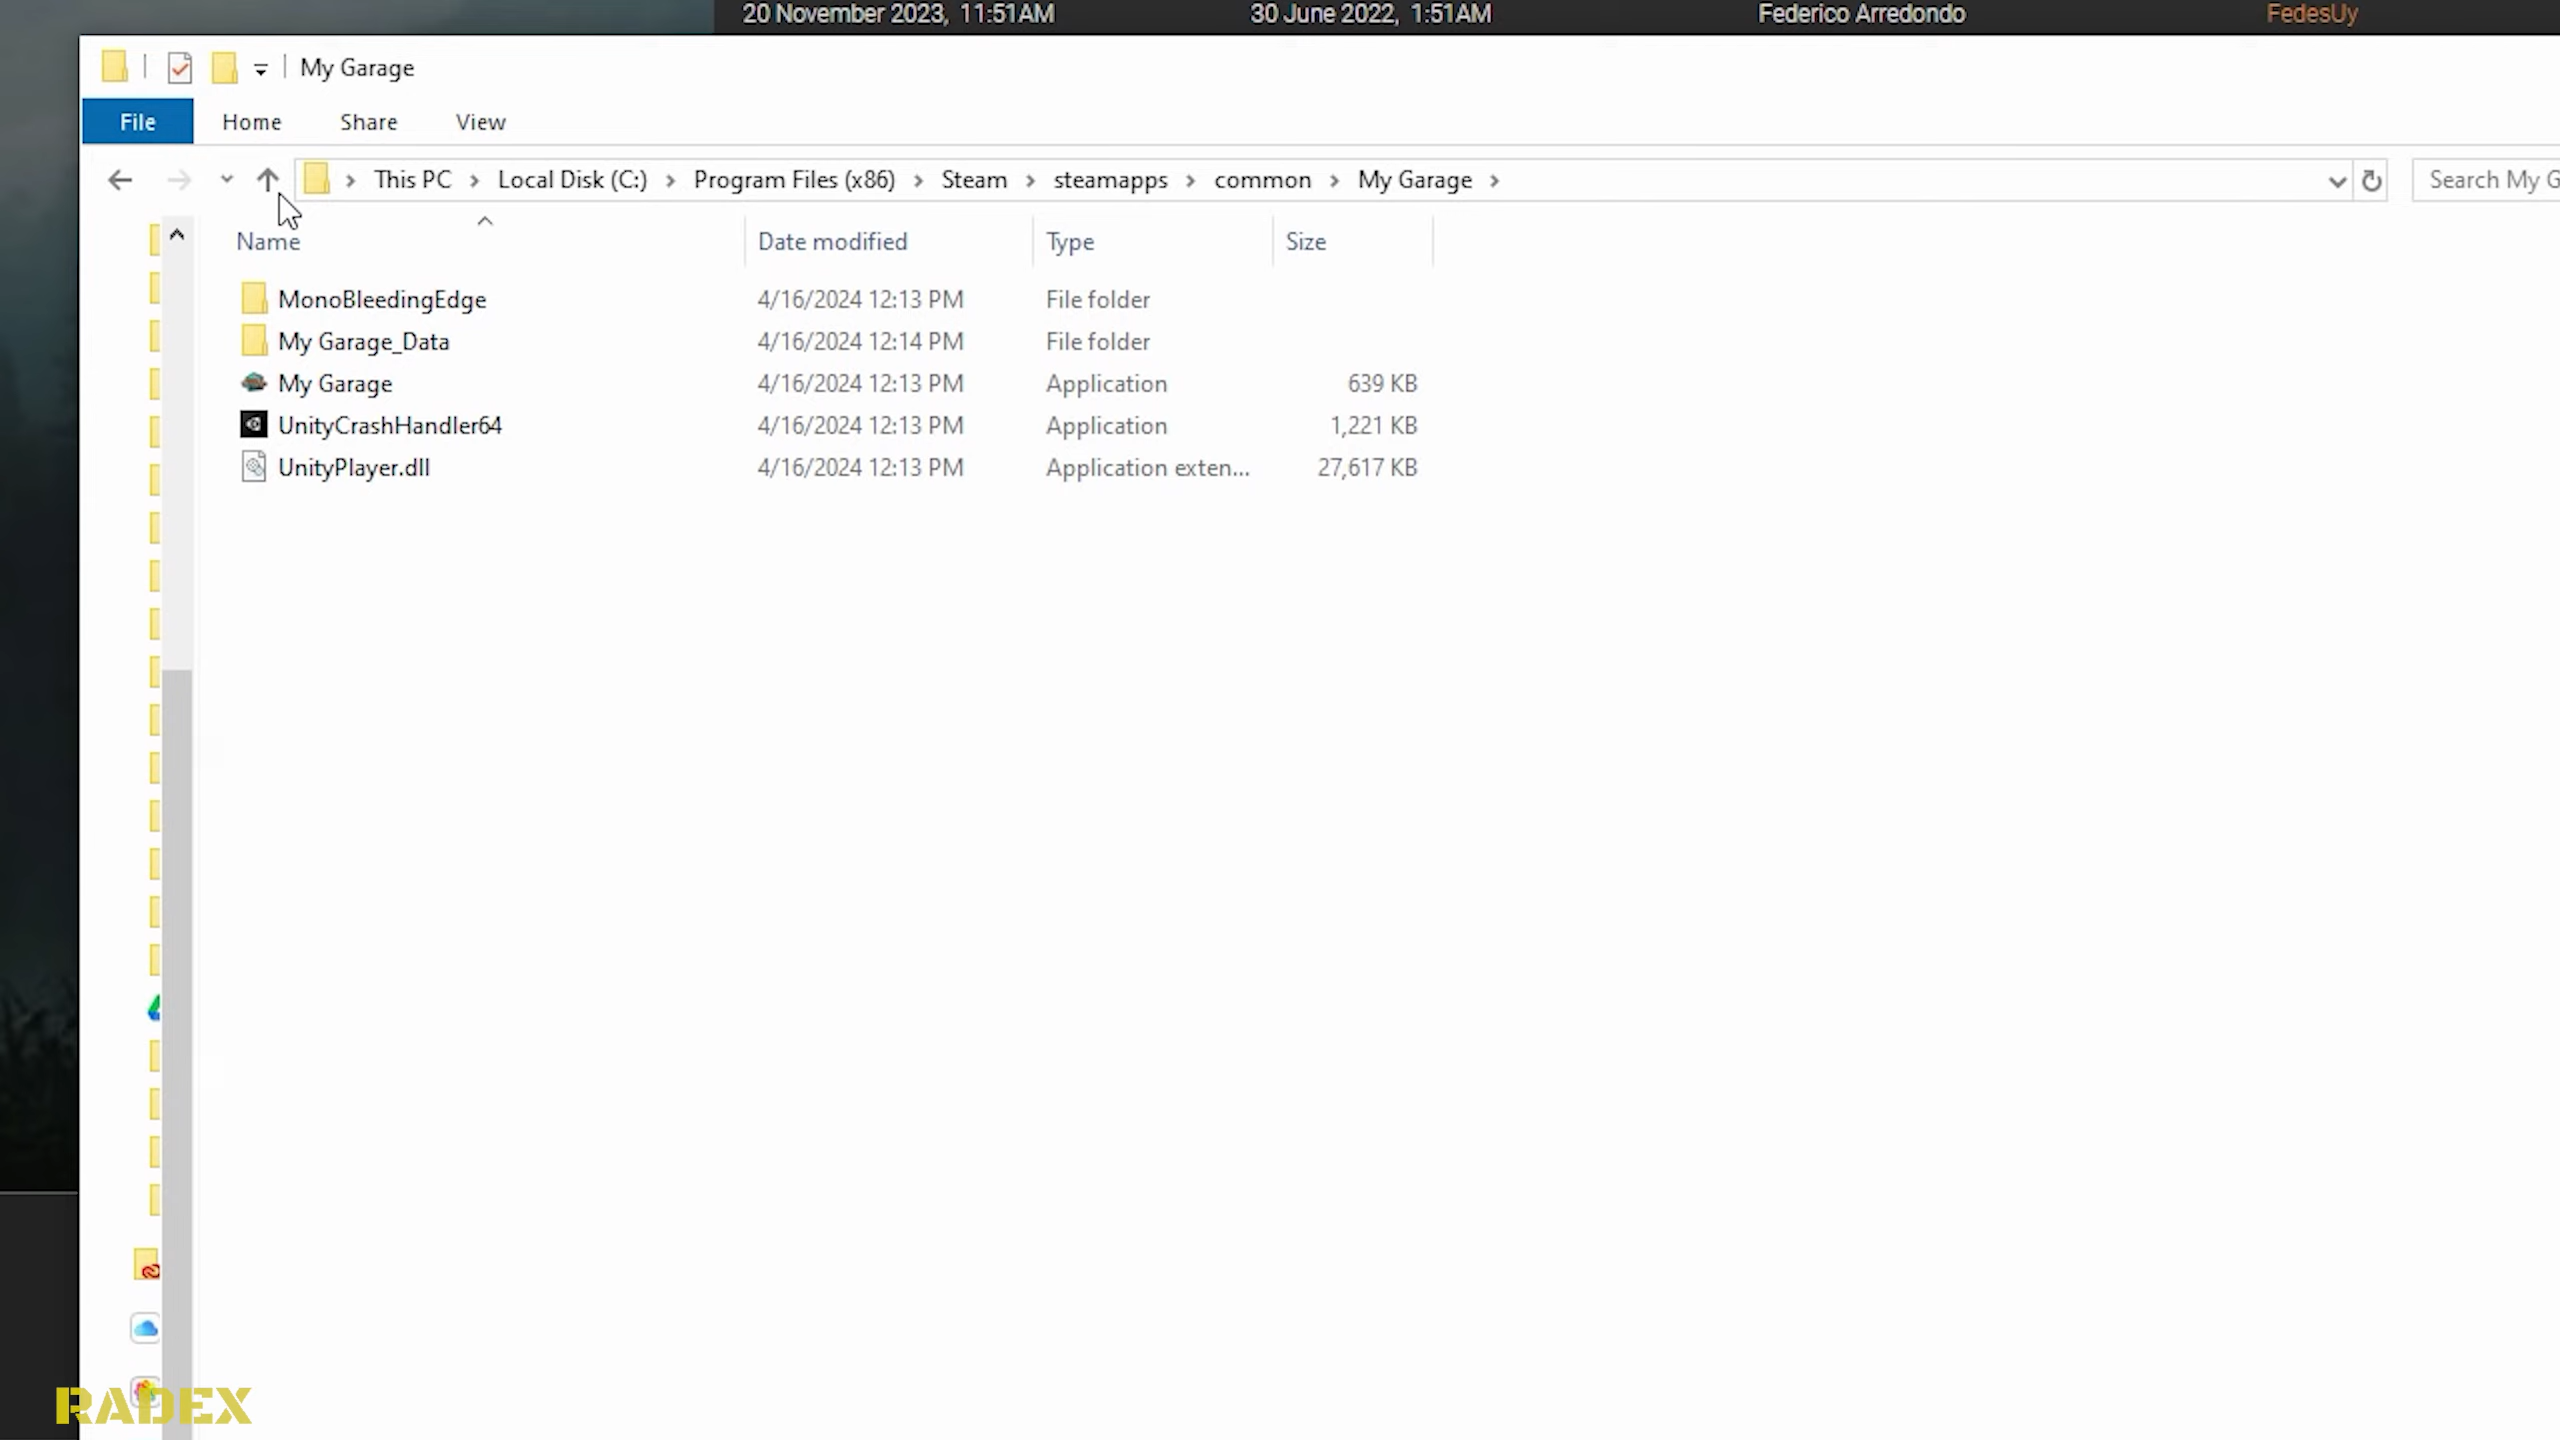 20 November 2023, 11:51AM 30 June 2022, 1:51AM Federico Arredondo FedesUy
My Garage
File Home Share View
This PC Local Disk (C:) Program Files (x86) Steam steamapps common My Garage Search My G
Name Date modified Type Size
MonoBleedingEdge 4/16/2024 12:13 PM File folder
My Garage_Data 4/16/2024 12:14 PM File folder
My Garage 4/16/2024 12:13 PM Application 639 KB
UnityCrashHandler64 4/16/2024 12:13 PM Application 1,221 KB
UnityPlayer.dll 4/16/2024 12:13 PM Application exten... 27,617 KB
RADEX